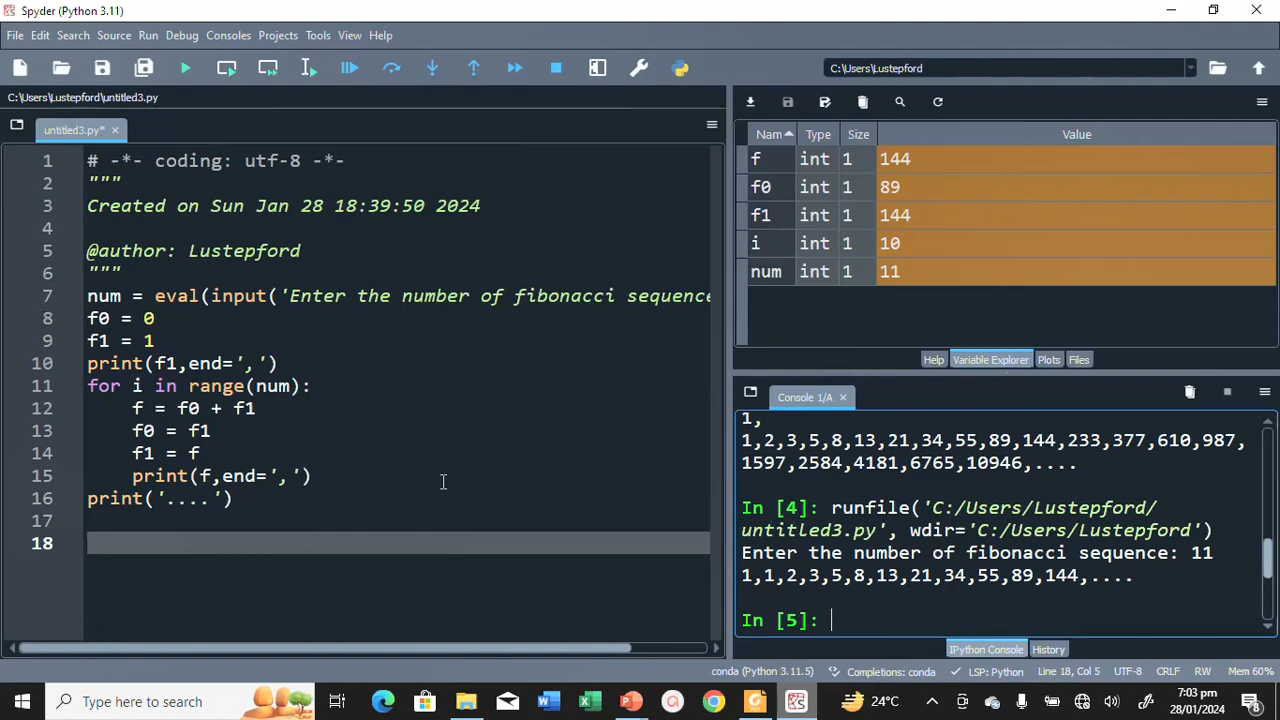 Spyder (Python 3.11)
File Edit Search Source Run Debug Consoles Projects Tools View Help
C:\Users\Lustepford
C:\Users\Lustepford\untitled3.py
untitled3.py*
1 # -*- coding: utf-8 -*-
2 """
3 Created on Sun Jan 28 18:39:50 2024
4
5 @author: Lustepford
6 """
7 num = eval(input('Enter the number of fibonacci sequence
8 f0 = 0
9 f1 = 1
10 print(f1,end=',')
11 for i in range(num):
12 f = f0 + f1
13 f0 = f1
14 f1 = f
15 print(f,end=',')
16 print('....')
17
18
Nam Type Size Value
f int 1 144
f0 int 1 89
f1 int 1 144
i int 1 10
num int 1 11
Help Variable Explorer Plots Files
Console 1/A
1,
1,2,3,5,8,13,21,34,55,89,144,233,377,610,987,
1597,2584,4181,6765,10946,....
In [4]: runfile('C:/Users/Lustepford/
untitled3.py', wdir='C:/Users/Lustepford')
Enter the number of fibonacci sequence: 11
1,1,2,3,5,8,13,21,34,55,89,144,....
In [5]:
IPython Console History
conda (Python 3.11.5) Completions: conda LSP: Python Line 18, Col 5 UTF-8 CRLF RW Mem 60%
Type here to search
24°C
7:03 pm
28/01/2024
8